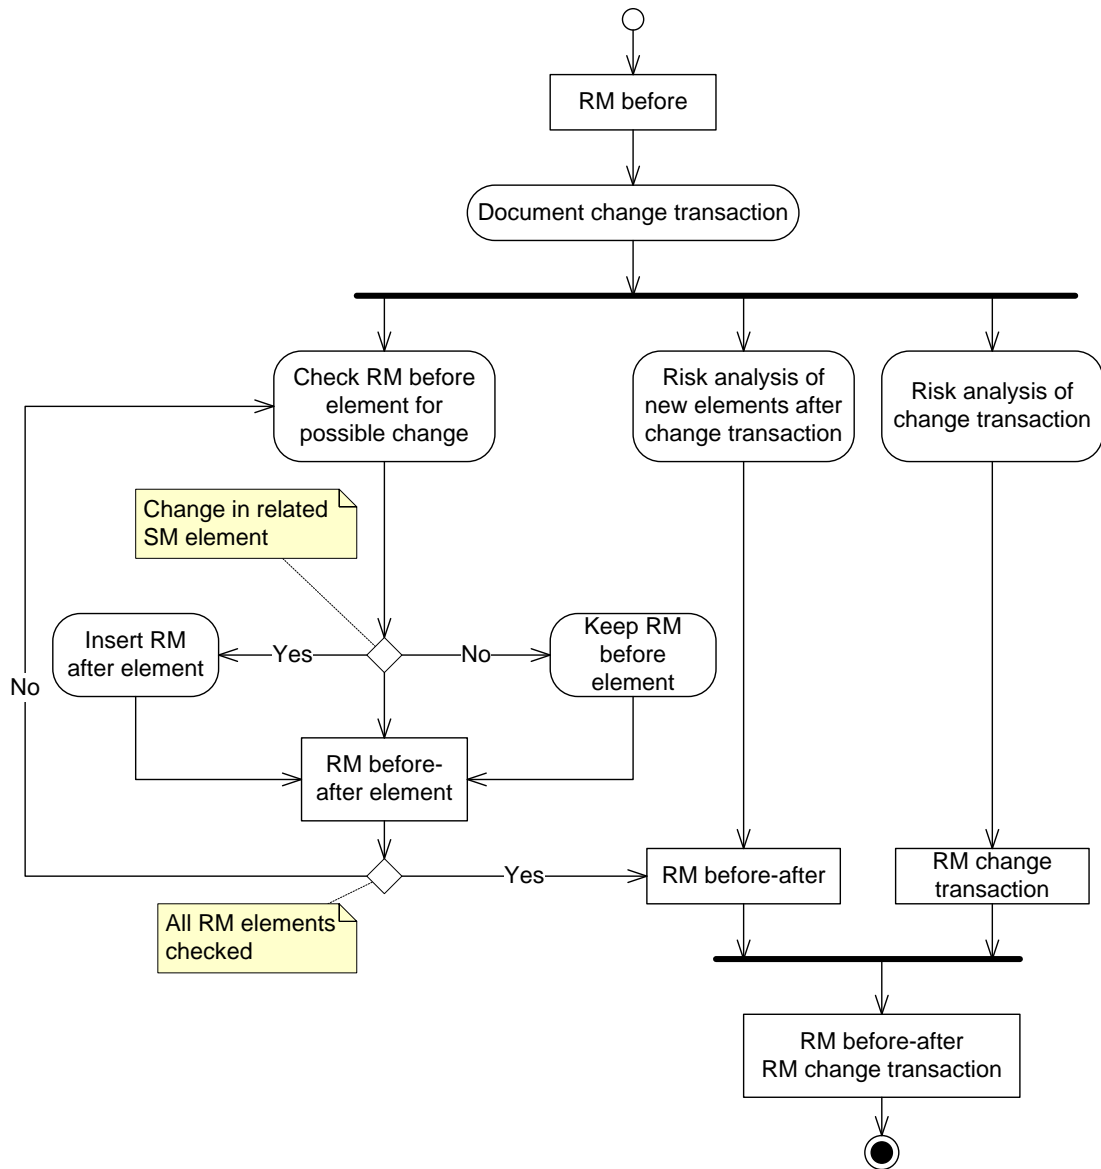 RM before
Document change transaction
Check RM before
element for
possible change
Risk analysis of
new elements after
change transaction
Risk analysis of
change transaction
Change in related
SM element
Insert RM
after element
Yes
No
Keep RM
before
element
No
RM before-
after element
Yes
RM before-after
RM change
transaction
All RM elements
checked
RM before-after
RM change transaction